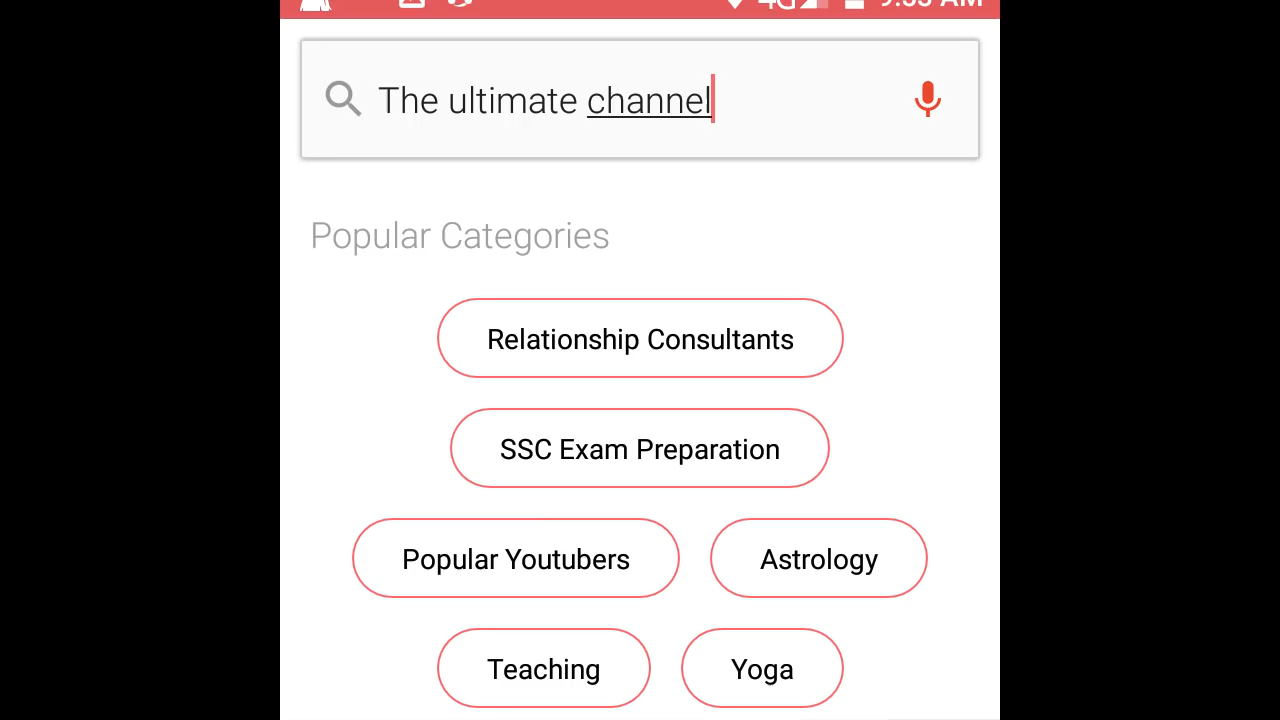 The ultimate channel
Popular Categories
Relationship Consultants
SSC Exam Preparation
Popular Youtubers Astrology
Teaching Yoga